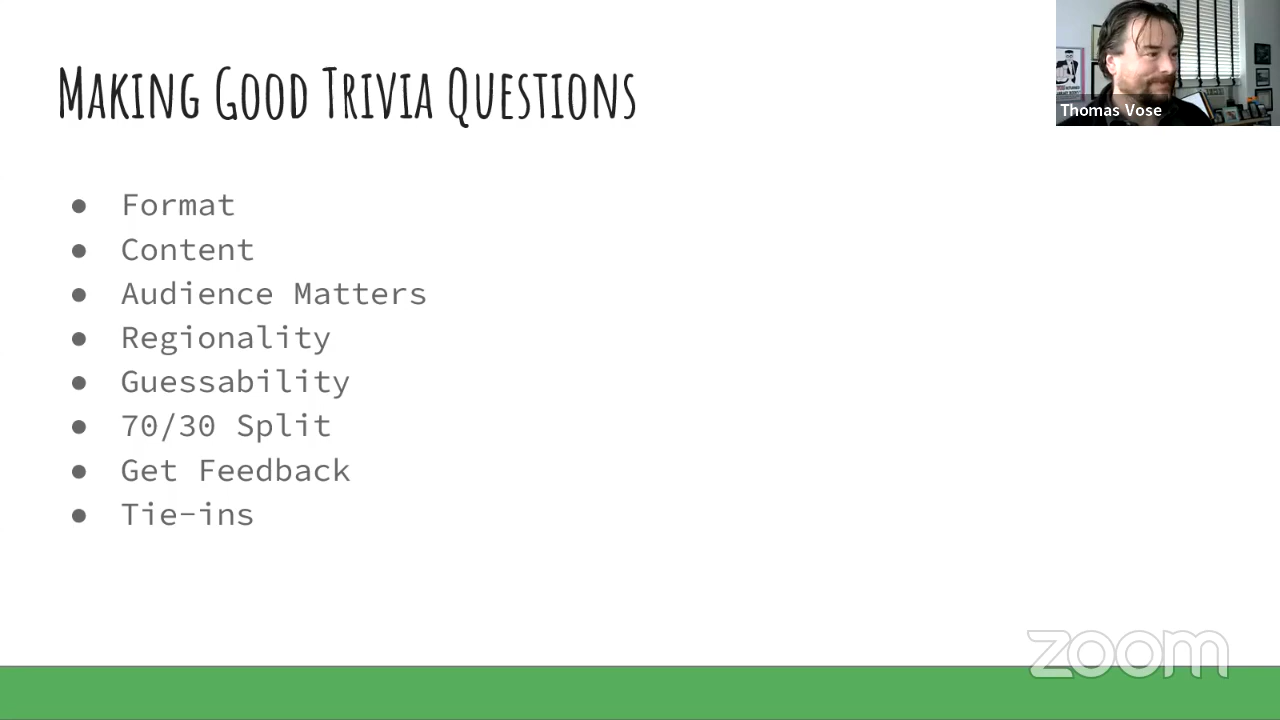 Making Good Trivia Questions
Thomas Vose
● Format
● Content
● Audience Matters
● Regionality
● Guessability
● 70/30 Split
● Get Feedback
● Tie-ins
zoom